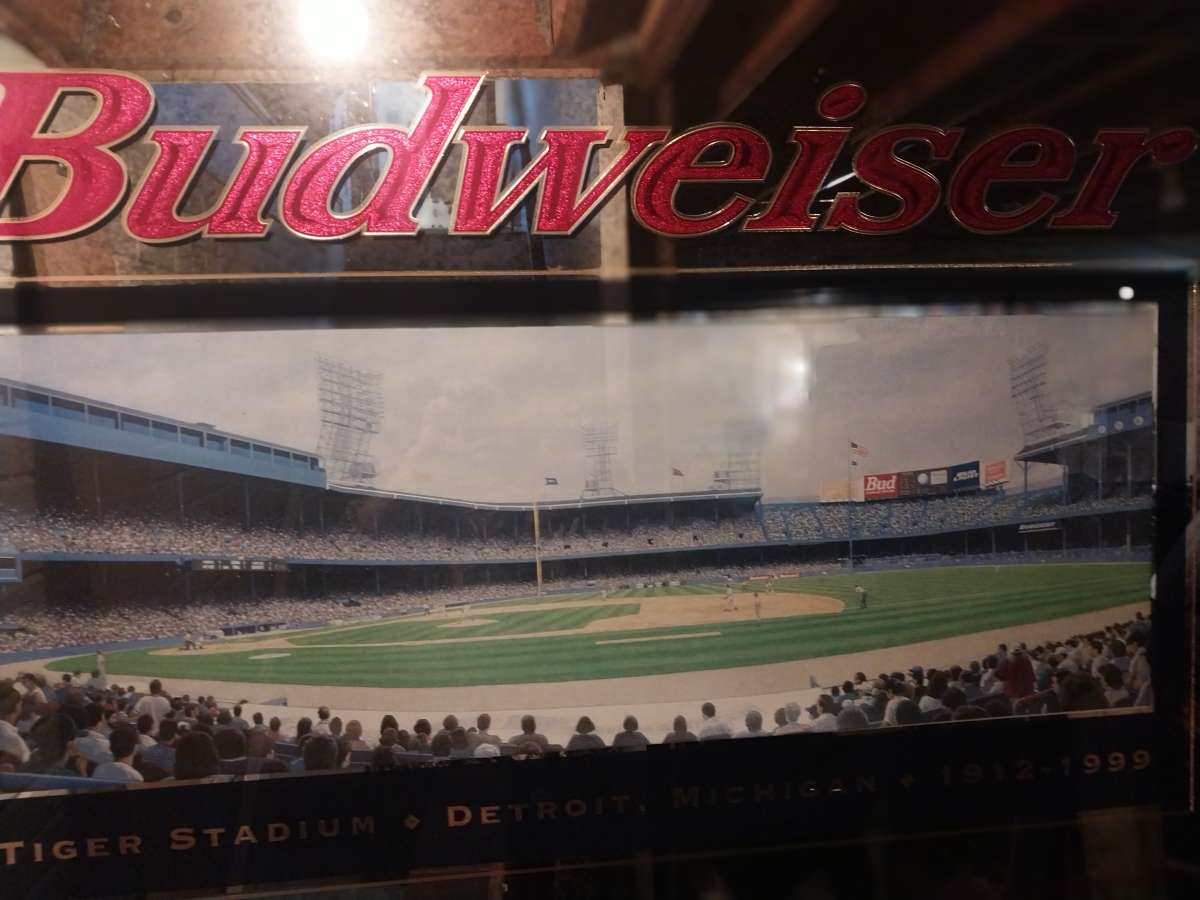 Budweiser
Bud
TIGER STADIUM ◆ DETROIT, MICHIGAN ◆ 1912-1999